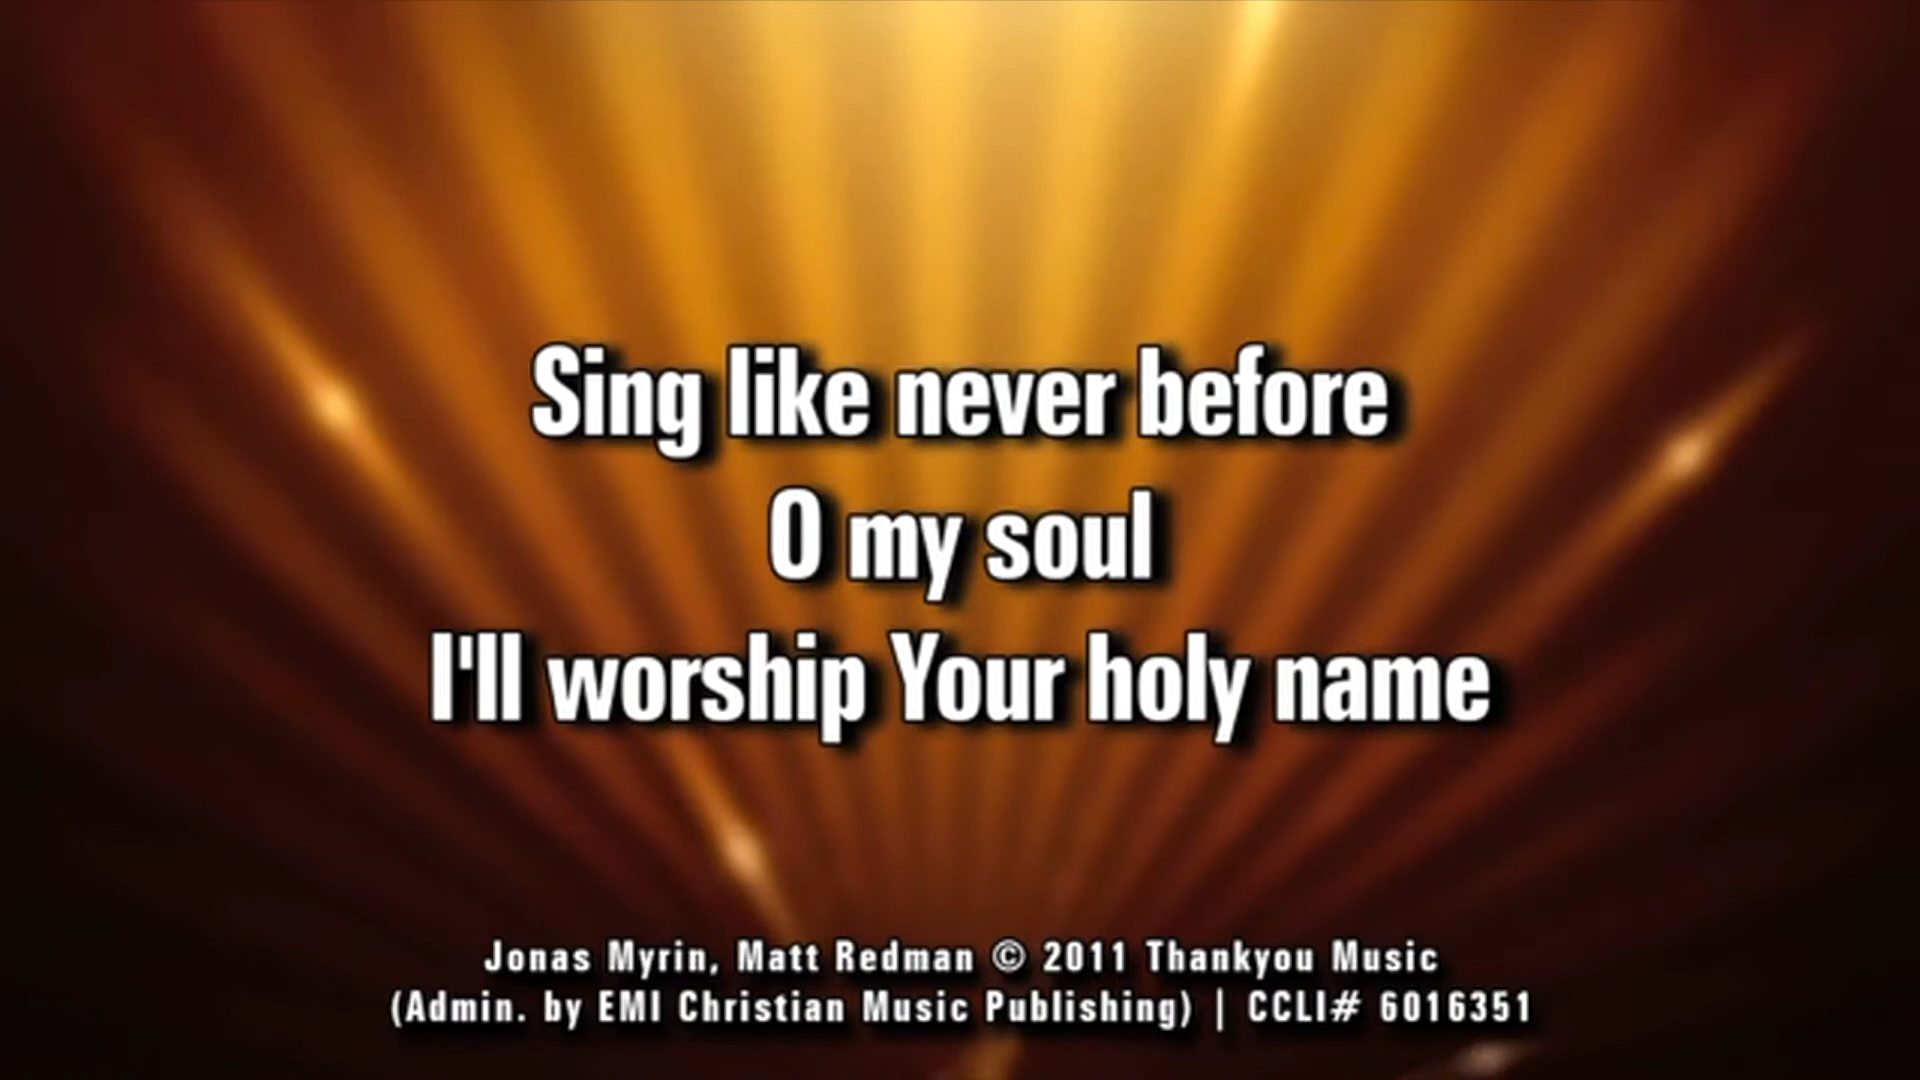 Sing like never before
O my soul
I'll worship Your holy name
Jonas Myrin, Matt Redman © 2011 Thankyou Music
(Admin. by EMI Christian Music Publishing) | CCLI# 6016351